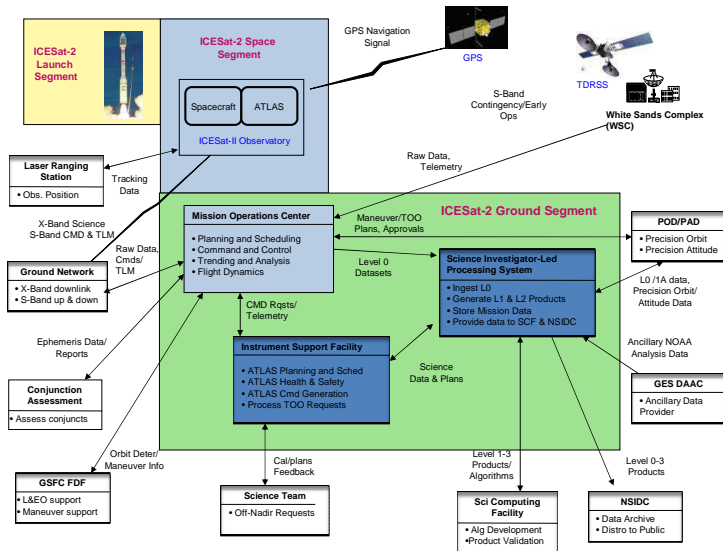 ICESat-2
Launch
Segment
ICESat-2 Space
Segment
Spacecraft
ATLAS
ICESat-II Observatory
GPS Navigation
Signal
GPS
TDRSS
S-Band
Contingency/Early
Ops
White Sands Complex
(WSC)
Raw Data,
Telemetry
Laser Ranging
Station
• Obs. Position
Tracking
Data
X-Band Science
S-Band CMD & TLM
Raw Data,
Cmds/
TLM
Ground Network
• X-Band downlink
• S-Band up & down
ICESat-2 Ground Segment
Mission Operations Center
• Planning and Scheduling
• Command and Control
• Trending and Analysis
• Flight Dynamics
Maneuver/TOO
Plans, Approvals
Level 0
Datasets
Science Investigator-Led
Processing System
• Ingest L0
• Generate L1 & L2 Products
• Store Mission Data
• Provide data to SCF & NSIDC
POD/PAD
• Precision Orbit
• Precision Attitude
L0 /1A data,
Precision Orbit/
Attitude Data
CMD Rqsts/
Telemetry
Instrument Support Facility
• ATLAS Planning and Sched
• ATLAS Health & Safety
• ATLAS Cmd Generation
• Process TOO Requests
Science
Data & Plans
Ancillary NOAA
Analysis Data
GES DAAC
• Ancillary Data
Provider
Ephemeris Data/
Reports
Conjunction
Assessment
• Assess conjuncts
Orbit Deter/
Maneuver Info
GSFC FDF
• L&EO support
• Maneuver support
Cal/plans
Feedback
Science Team
• Off-Nadir Requests
Level 1-3
Products/
Algorithms
Sci Computing
Facility
• Alg Development
• Product Validation
Level 0-3
Products
NSIDC
• Data Archive
• Distro to Public